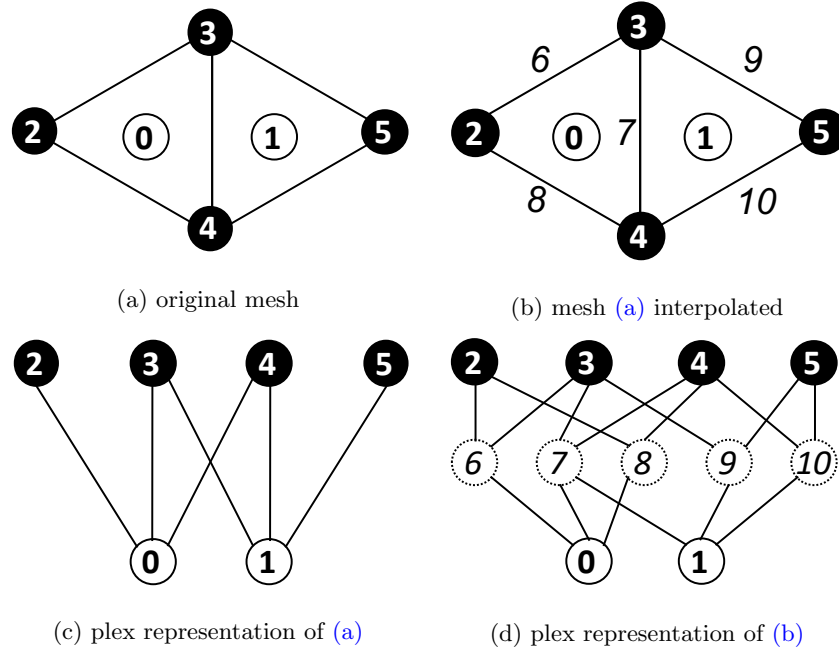 3
2 0 1 5
4
(a) original mesh
3
6 9
2 0 7 1 5
8 10
4
(b) mesh (a) interpolated
2 3 4 5
0 1
(c) plex representation of (a)
2 3 4 5
6 7 8 9 10
0 1
(d) plex representation of (b)